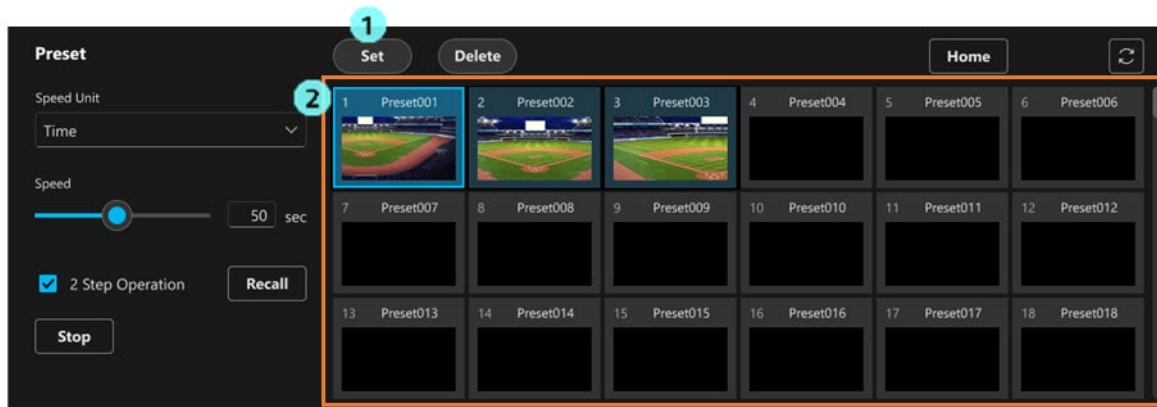 1
Preset
Set
Delete
Home
Speed Unit
Time
Speed
50 sec
2 Step Operation
Recall
Stop
2
1 Preset001
2 Preset002
3 Preset003
4 Preset004
5 Preset005
6 Preset006
7 Preset007
8 Preset008
9 Preset009
10 Preset010
11 Preset011
12 Preset012
13 Preset013
14 Preset014
15 Preset015
16 Preset016
17 Preset017
18 Preset018